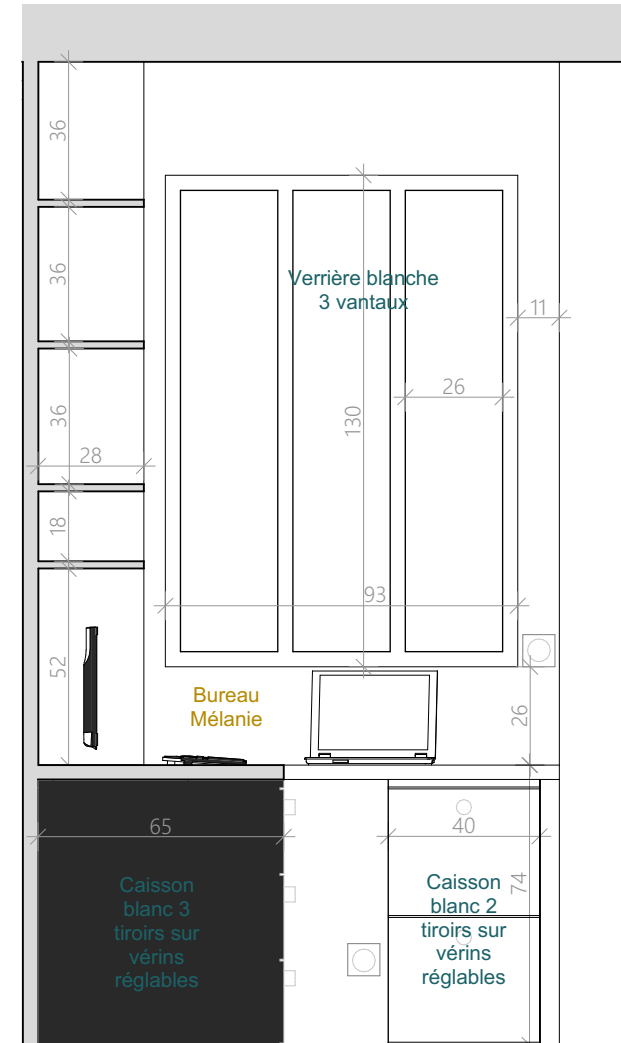 36
36
36
28
18
52
Verrière blanche
3 vantaux
11
26
130
93
Bureau
Mélanie
26
65
40
74
Caisson
blanc 3
tiroirs sur
vérins
réglables
Caisson
blanc 2
tiroirs sur
vérins
réglables